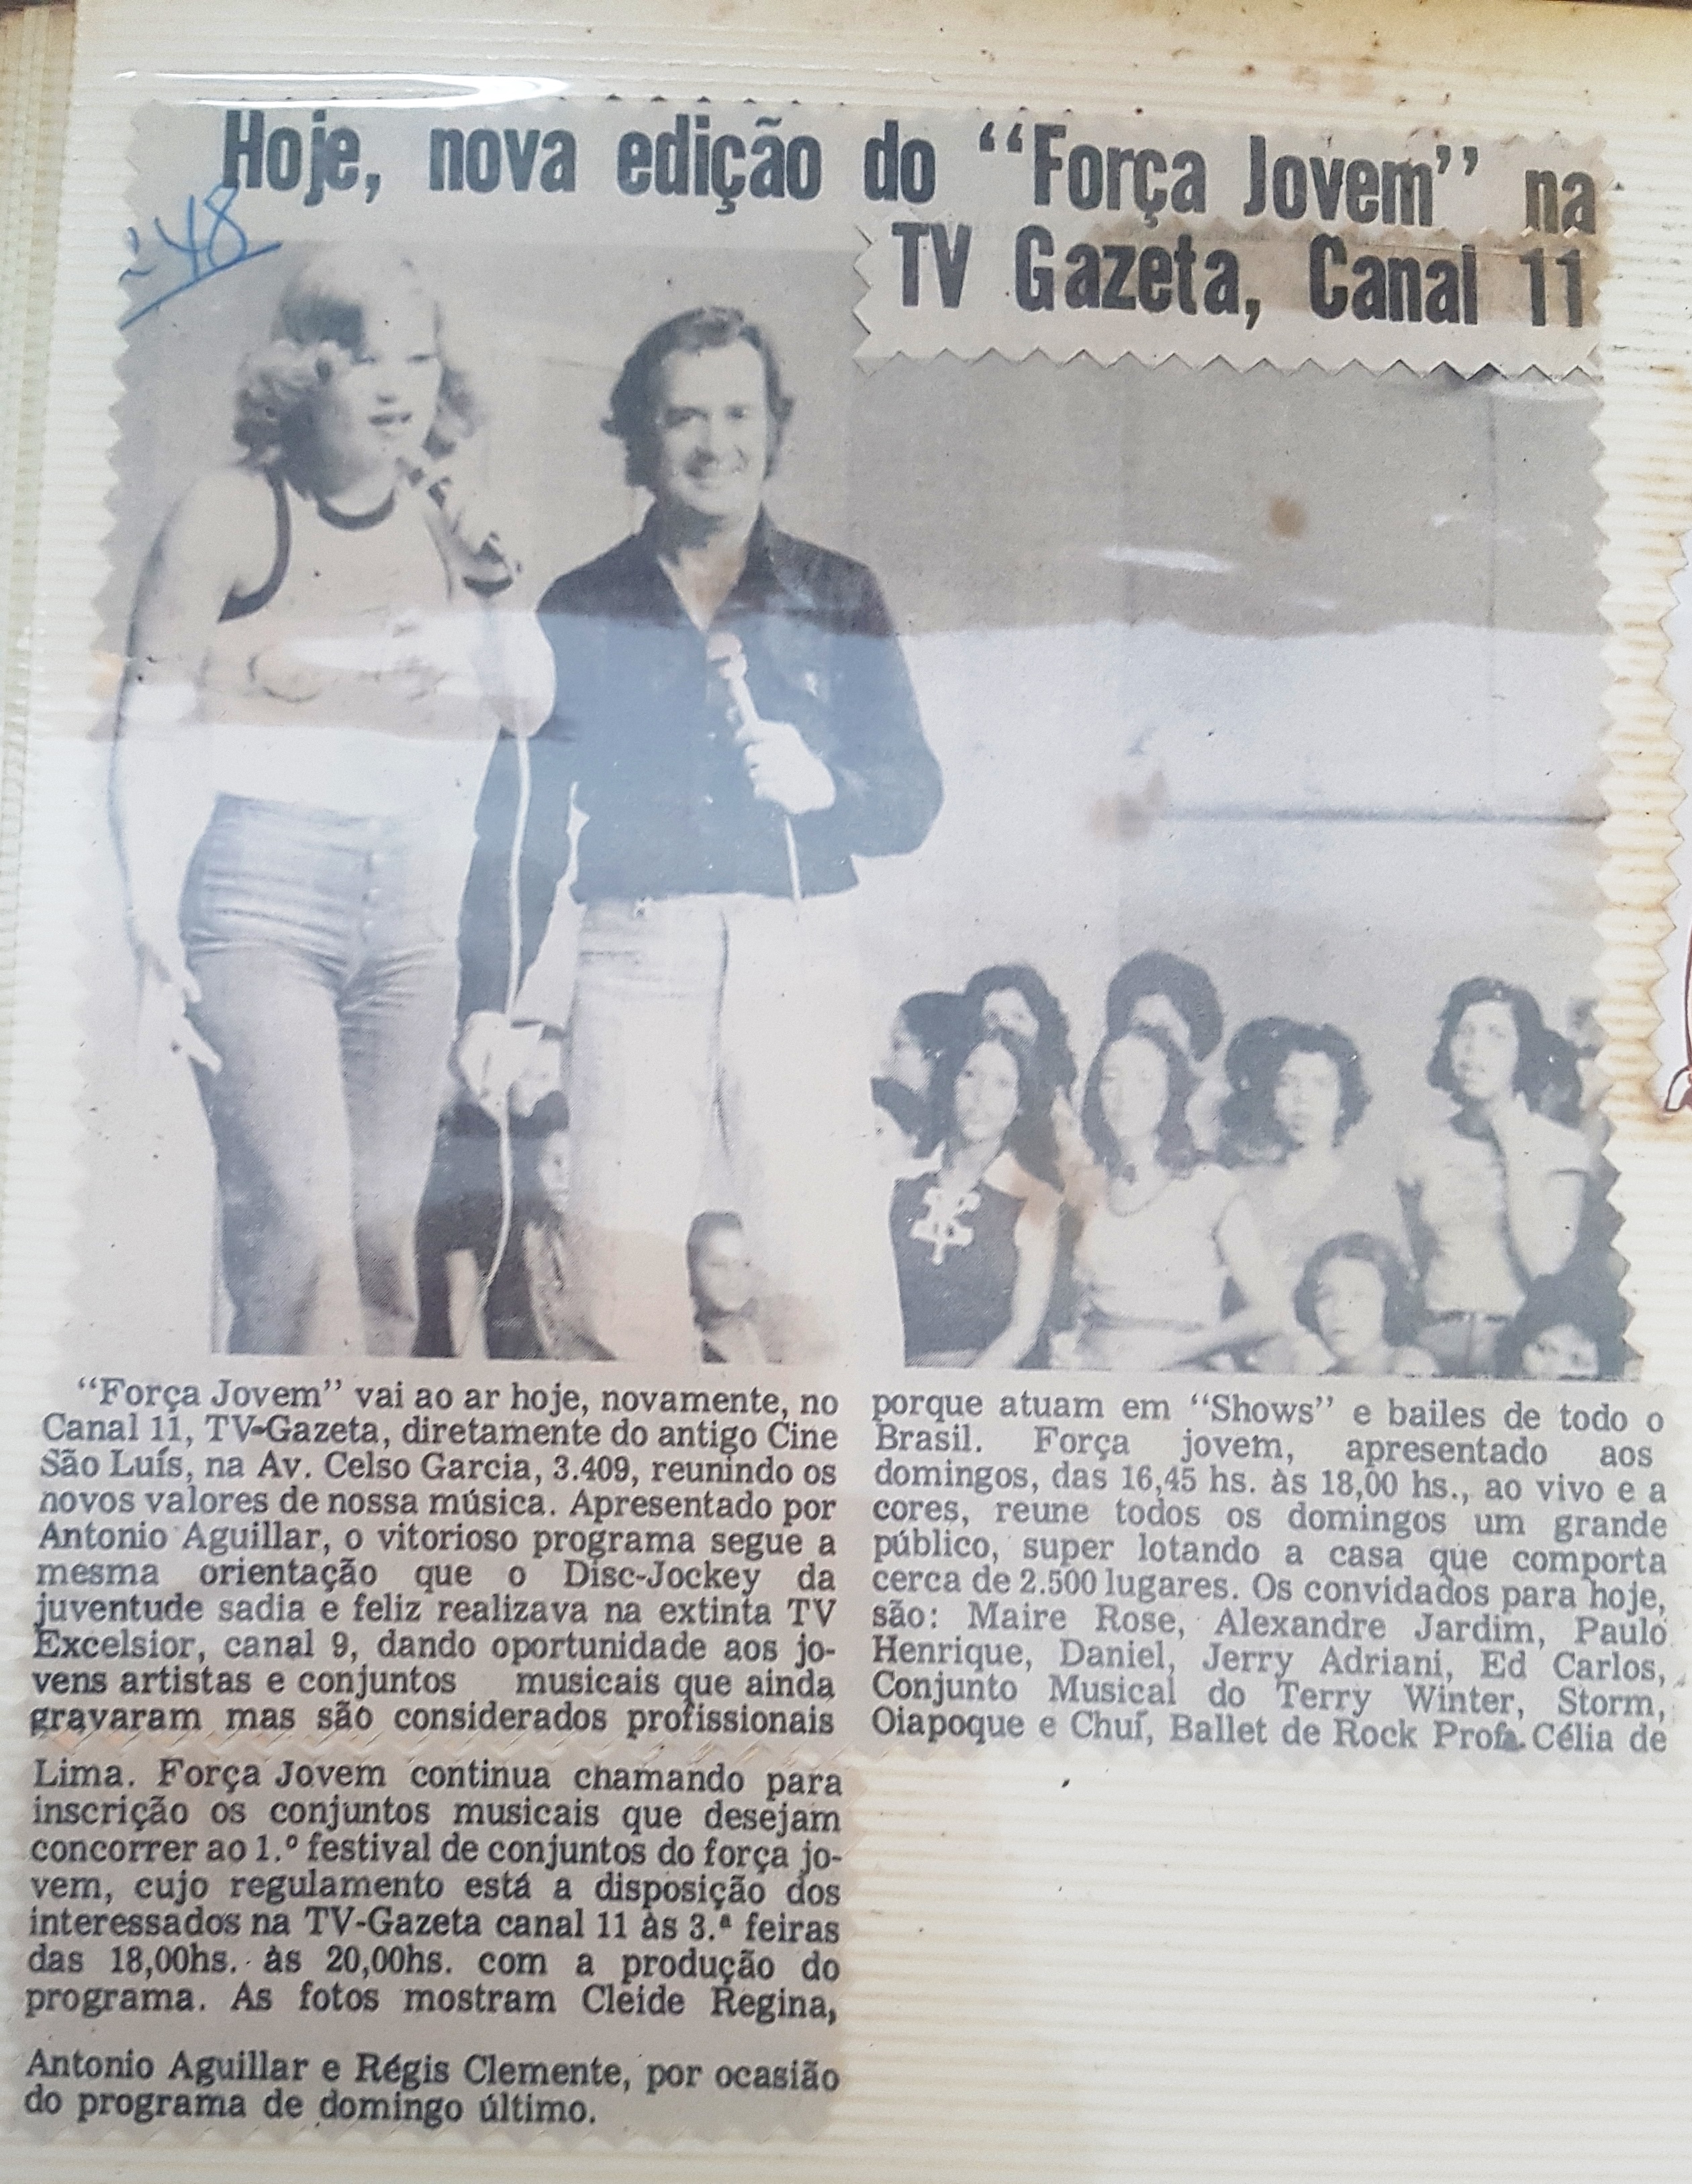 Hoje, nova edição do “Força Jovem” na
TV Gazeta, Canal 11
48
“Força Jovem” vai ao ar hoje, novamente, no
Canal 11, TV-Gazeta, diretamente do antigo Cine
São Luís, na Av. Celso Garcia, 3.409, reunindo os
novos valores de nossa música. Apresentado por
Antonio Aguillar, o vitorioso programa segue a
mesma orientação que o Disc-Jockey da
juventude sadia e feliz realizava na extinta TV
Excelsior, canal 9, dando oportunidade aos jo-
vens artistas e conjuntos musicais que ainda
gravaram mas são considerados profissionais
porque atuam em “Shows” e bailes de todo o
Brasil. Força jovem, apresentado aos
domingos, das 16,45 hs. às 18,00 hs., ao vivo e a
cores, reune todos os domingos um grande
público, super lotando a casa que comporta
cerca de 2.500 lugares. Os convidados para hoje,
são: Maire Rose, Alexandre Jardim, Paulo
Henrique, Daniel, Jerry Adriani, Ed Carlos,
Conjunto Musical do Terry Winter, Storm,
Oiapoque e Chuí, Ballet de Rock Profa. Célia de
Lima. Força Jovem continua chamando para
inscrição os conjuntos musicais que desejam
concorrer ao 1.º festival de conjuntos do força jo-
vem, cujo regulamento está a disposição dos
interessados na TV-Gazeta canal 11 às 3.ª feiras
das 18,00hs. às 20,00hs. com a produção do
programa. As fotos mostram Cleide Regina,
Antonio Aguillar e Régis Clemente, por ocasião
do programa de domingo último.